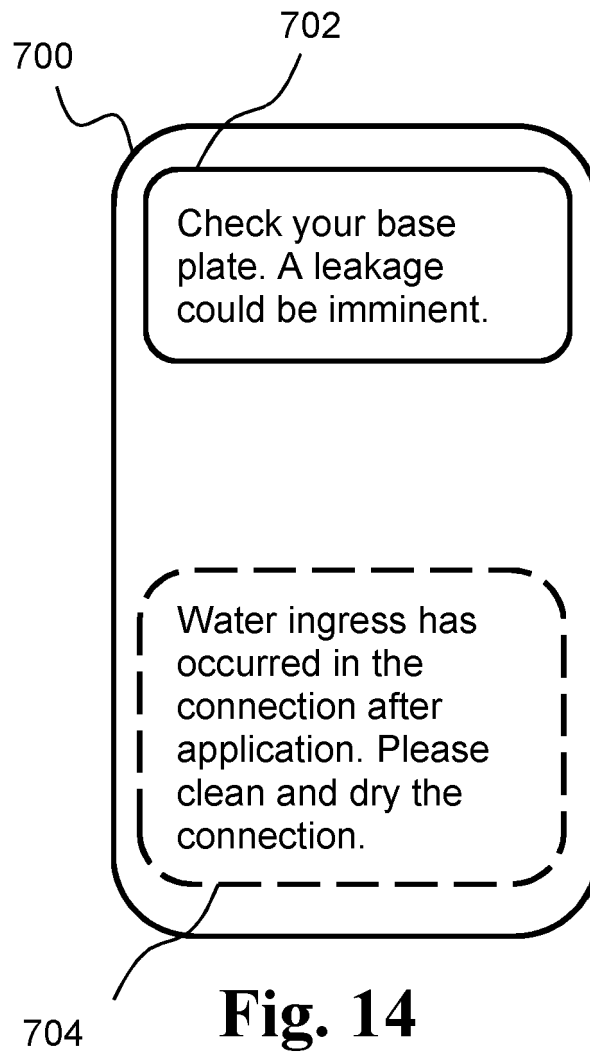 702
700
Check your base
plate. A leakage
could be imminent.
Water ingress has
occurred in the
connection after
application. Please
clean and dry the
connection.
704
Fig. 14